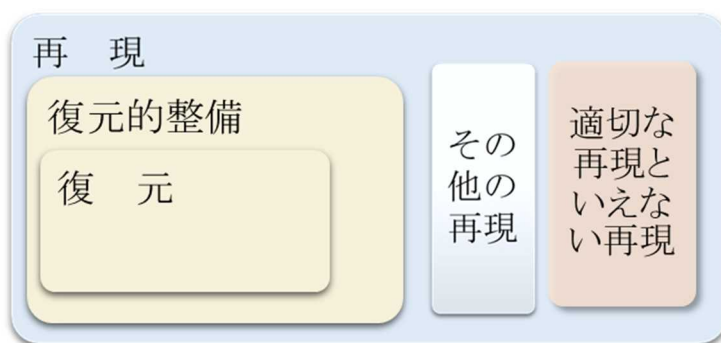 再　現
復元的整備
復　元
その
他の
再現
適切な
再現と
いえな
い再現